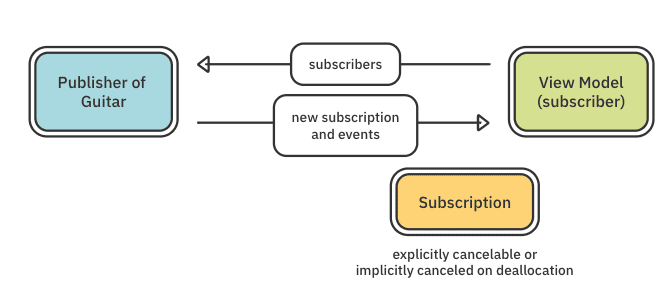 Publisher of
Guitar
subscribers
View Model
(subscriber)
new subscription
and events
Subscription
explicitly cancelable or
implicitly canceled on deallocation